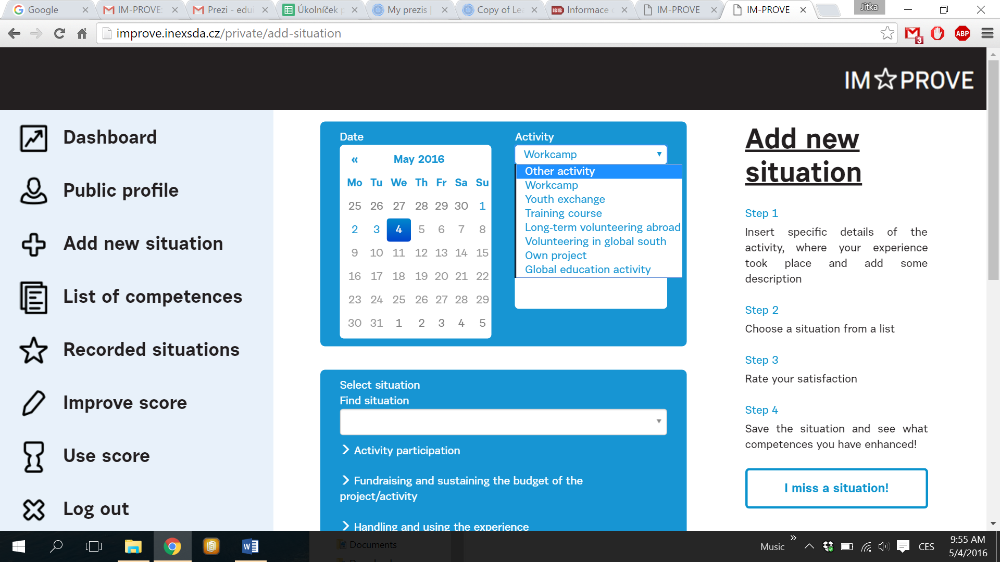 Google
IM-PROVE:
Prezi - edui
Úkolníček p
My prezis |
Copy of Lea
Informace o
IM-PROVE
IM-PROVE
Jitka
improve.inexsda.cz/private/add-situation
3
ABP
IM PROVE
Dashboard
Public profile
Add new situation
List of competences
Recorded situations
Improve score
Use score
Log out
Date
« May 2016
Mo Tu We Th Fr Sa Su
25 26 27 28 29 30 1
2 3 4 5 6 7 8
9 10 11 12 13 14 15
16 17 18 19 20 21 22
23 24 25 26 27 28 29
30 31 1 2 3 4 5
Activity
Workcamp
Other activity
Workcamp
Youth exchange
Training course
Long-term volunteering abroad
Volunteering in global south
Own project
Global education activity
Select situation
Find situation
Activity participation
Fundraising and sustaining the budget of the
project/activity
Handling and using the experience
Add new
situation
Step 1
Insert specific details of the
activity, where your experience
took place and add some
description
Step 2
Choose a situation from a list
Step 3
Rate your satisfaction
Step 4
Save the situation and see what
competences you have enhanced!
I miss a situation!
Documents
Music
CES
9:55 AM
5/4/2016